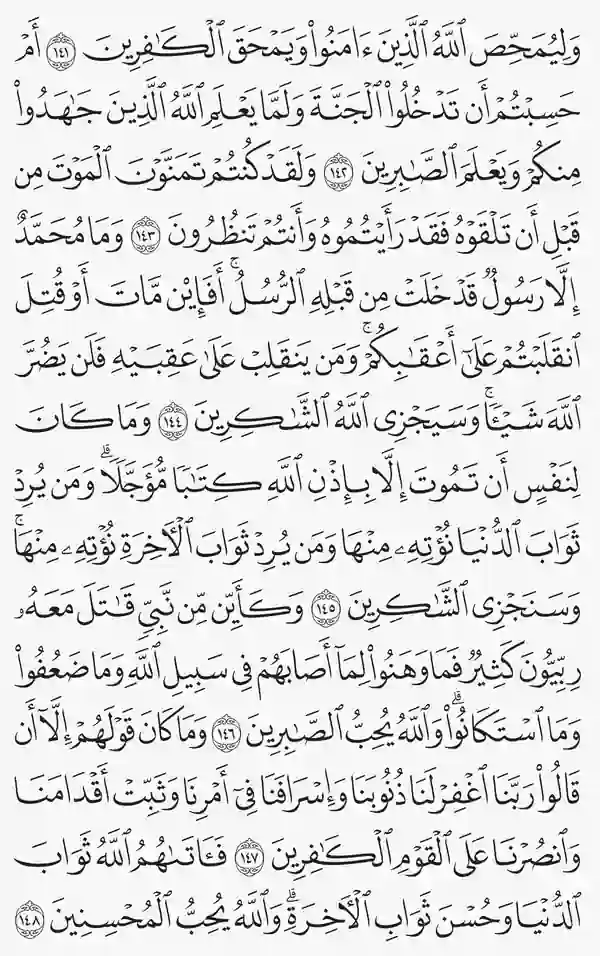 وَلِيُمَحِّصَ ٱللَّهُ ٱلَّذِينَ ءَامَنُوا۟ وَيَمْحَقَ ٱلْكَـٰفِرِينَ ١٤١ أَمْ
حَسِبْتُمْ أَن تَدْخُلُوا۟ ٱلْجَنَّةَ وَلَمَّا يَعْلَمِ ٱللَّهُ ٱلَّذِينَ جَـٰهَدُوا۟
مِنكُمْ وَيَعْلَمَ ٱلصَّـٰبِرِينَ ١٤٢ وَلَقَدْ كُنتُمْ تَمَنَّوْنَ ٱلْمَوْتَ مِن
قَبْلِ أَن تَلْقَوْهُ فَقَدْ رَأَيْتُمُوهُ وَأَنتُمْ تَنظُرُونَ ١٤٣ وَمَا مُحَمَّدٌ
إِلَّا رَسُولٌ قَدْ خَلَتْ مِن قَبْلِهِ ٱلرُّسُلُ ۚ أَفَإِي۟ن مَّاتَ أَوْ قُتِلَ
ٱنقَلَبْتُمْ عَلَىٰٓ أَعْقَـٰبِكُمْ ۚ وَمَن يَنقَلِبْ عَلَىٰ عَقِبَيْهِ فَلَن يَضُرَّ
ٱللَّهَ شَيْـًٔا ۗ وَسَيَجْزِى ٱللَّهُ ٱلشَّـٰكِرِينَ ١٤٤ وَمَا كَانَ
لِنَفْسٍ أَن تَمُوتَ إِلَّا بِإِذْنِ ٱللَّهِ كِتَـٰبًا مُّؤَجَّلًا ۗ وَمَن يُرِدْ
ثَوَابَ ٱلدُّنْيَا نُؤْتِهِۦ مِنْهَا وَمَن يُرِدْ ثَوَابَ ٱلْـَٔاخِرَةِ نُؤْتِهِۦ مِنْهَا ۚ
وَسَنَجْزِى ٱلشَّـٰكِرِينَ ١٤٥ وَكَأَيِّن مِّن نَّبِىٍّ قَـٰتَلَ مَعَهُۥ
رِبِّيُّونَ كَثِيرٌ فَمَا وَهَنُوا۟ لِمَآ أَصَابَهُمْ فِى سَبِيلِ ٱللَّهِ وَمَا ضَعُفُوا۟
وَمَا ٱسْتَكَانُوا۟ ۗ وَٱللَّهُ يُحِبُّ ٱلصَّـٰبِرِينَ ١٤٦ وَمَا كَانَ قَوْلَهُمْ إِلَّآ أَن
قَالُوا۟ رَبَّنَا ٱغْفِرْ لَنَا ذُنُوبَنَا وَإِسْرَافَنَا فِىٓ أَمْرِنَا وَثَبِّتْ أَقْدَامَنَا
وَٱنصُرْنَا عَلَى ٱلْقَوْمِ ٱلْكَـٰفِرِينَ ١٤٧ فَـَٔاتَىٰهُمُ ٱللَّهُ ثَوَابَ
ٱلدُّنْيَا وَحُسْنَ ثَوَابِ ٱلْـَٔاخِرَةِ ۗ وَٱللَّهُ يُحِبُّ ٱلْمُحْسِنِينَ ١٤٨